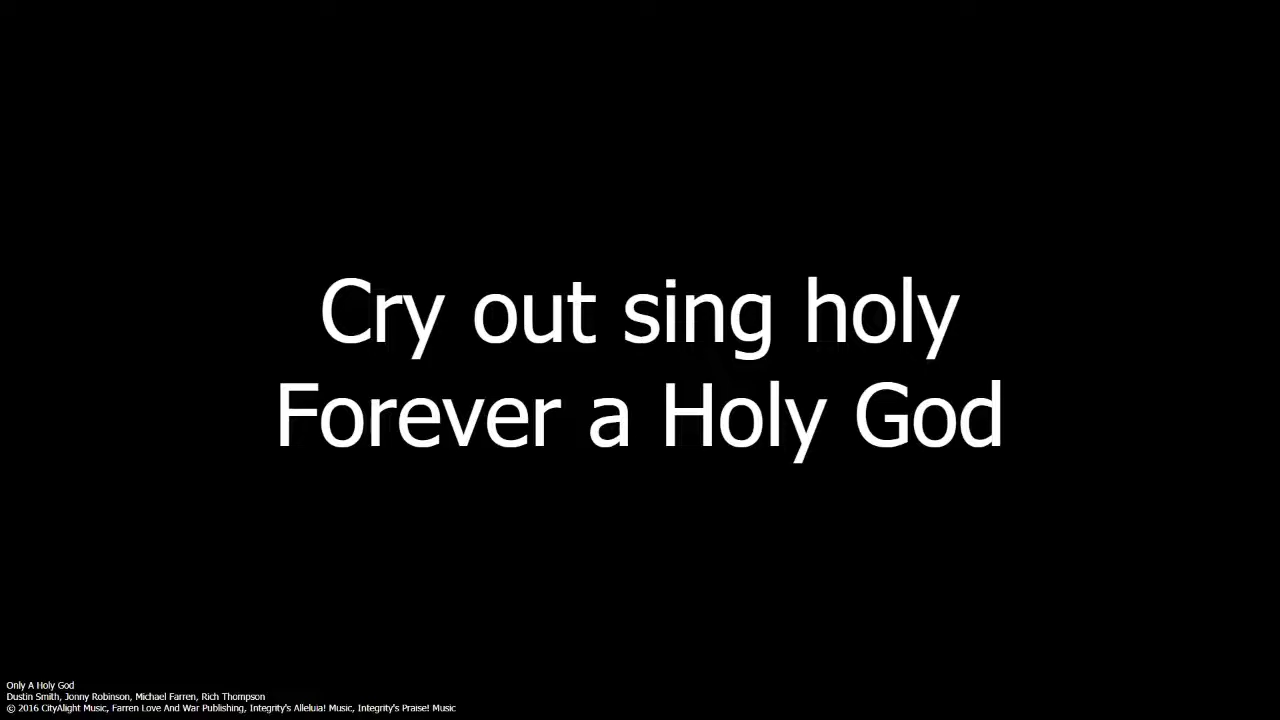 Cry out sing holy
Forever a Holy God
Only A Holy God
Dustin Smith, Jonny Robinson, Michael Farren, Rich Thompson
© 2016 CityAlight Music, Farren Love And War Publishing, Integrity's Alleluia! Music, Integrity's Praise! Music